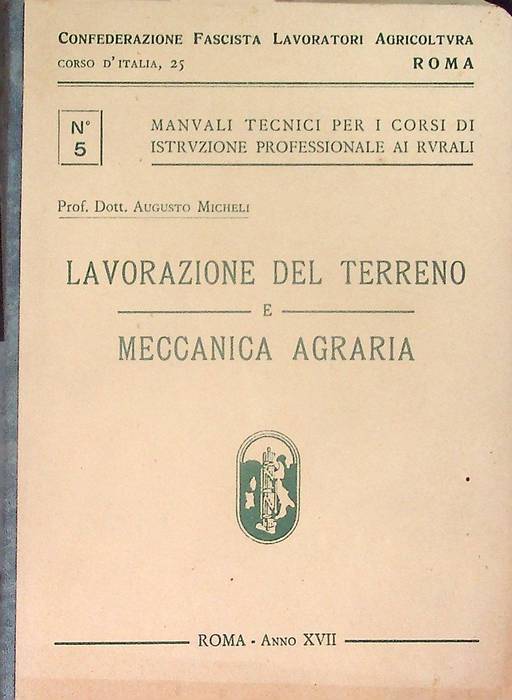 CONFEDERAZIONE FASCISTA LAVORATORI AGRICOLTVRA
CORSO D'ITALIA, 25 ROMA
N° 5
MANVALI TECNICI PER I CORSI DI
ISTRVZIONE PROFESSIONALE AI RVRALI
Prof. Dott. AUGUSTO MICHELI
LAVORAZIONE DEL TERRENO
E
MECCANICA AGRARIA
ROMA - ANNO XVII